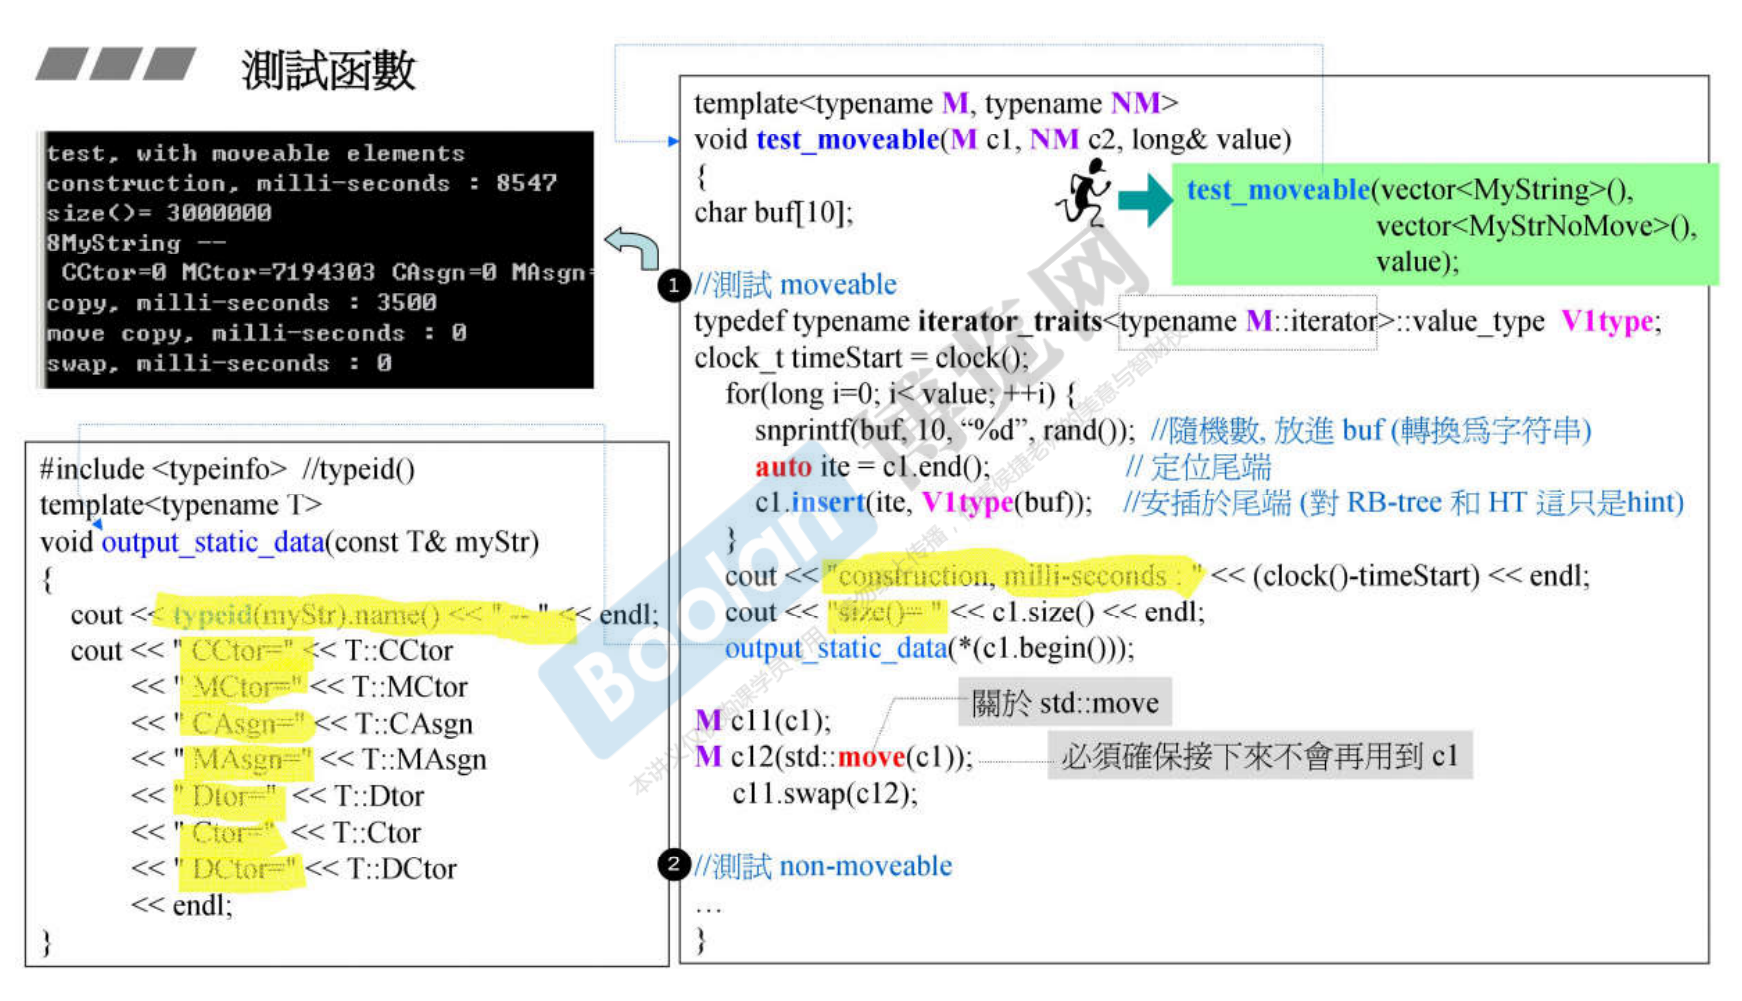 測試函數
test, with moveable elements
construction, milli-seconds : 8547
size()= 3000000
8MyString --
CCtor=0 MCtor=7194303 CAsgn=0 MAsgn=
copy, milli-seconds : 3500
move copy, milli-seconds : 0
swap, milli-seconds : 0
#include <typeinfo> //typeid()
template<typename T>
void output_static_data(const T& myStr)
{
cout << typeid(myStr).name() << " -- " << endl;
cout << " CCtor=" << T::CCtor
<< " MCtor=" << T::MCtor
<< " CAsgn=" << T::CAsgn
<< " MAsgn=" << T::MAsgn
<< " Dtor=" << T::Dtor
<< " Ctor=" << T::Ctor
<< " DCtor=" << T::DCtor
<< endl;
}
template<typename M, typename NM>
void test_moveable(M c1, NM c2, long& value)
{
char buf[10];
test_moveable(vector<MyString>(),
vector<MyStrNoMove>(),
value);
1 //測試 moveable
typedef typename iterator_traits<typename M::iterator>::value_type V1type;
clock_t timeStart = clock();
for(long i=0; i< value; ++i) {
snprintf(buf, 10, “%d”, rand()); //隨機數, 放進 buf (轉換爲字符串)
auto ite = c1.end(); // 定位尾端
c1.insert(ite, V1type(buf)); //安插於尾端 (對 RB-tree 和 HT 這只是hint)
}
cout << "construction, milli-seconds : " << (clock()-timeStart) << endl;
cout << "size()= " << c1.size() << endl;
output_static_data(*(c1.begin()));
關於 std::move
M c11(c1);
M c12(std::move(c1)); 必須確保接下來不會再用到 c1
c11.swap(c12);
2 //測試 non-moveable
...
}
Boolan
博览网